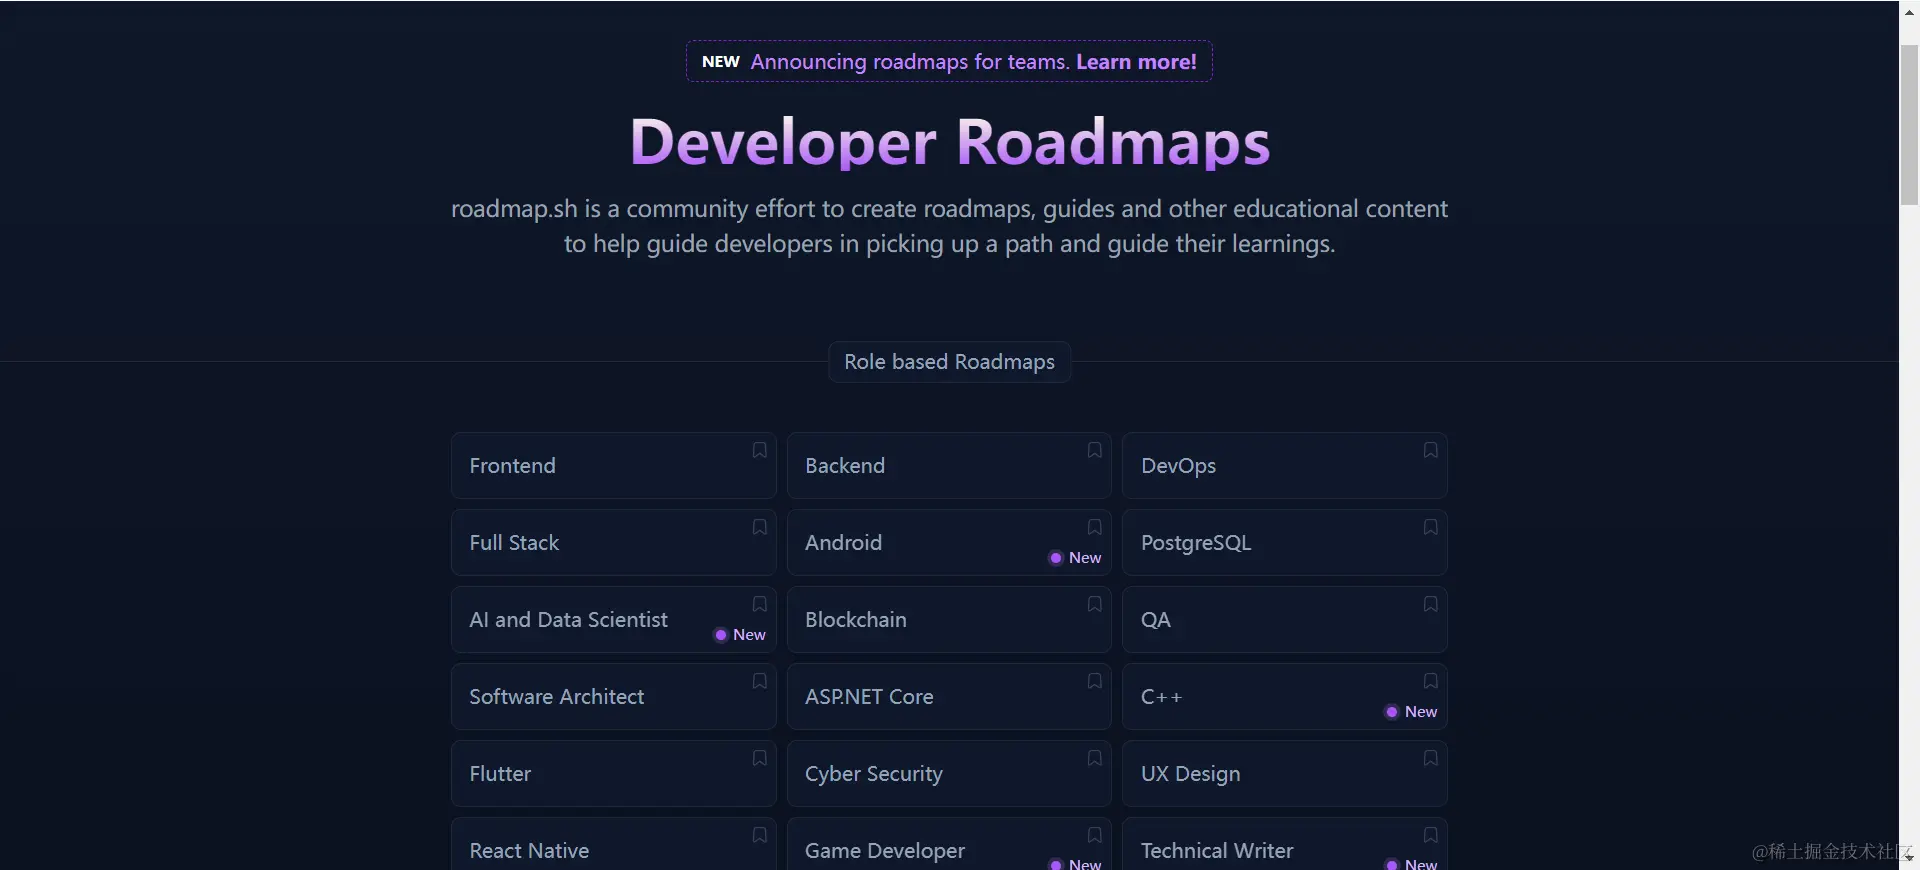 NEW Announcing roadmaps for teams. Learn more!
Developer Roadmaps
roadmap.sh is a community effort to create roadmaps, guides and other educational content
to help guide developers in picking up a path and guide their learnings.
Role based Roadmaps
Frontend
Backend
DevOps
Full Stack
Android
New
PostgreSQL
AI and Data Scientist
New
Blockchain
QA
Software Architect
ASP.NET Core
C++
New
Flutter
Cyber Security
UX Design
React Native
Game Developer
New
Technical Writer
New
@稀土掘金技术社区